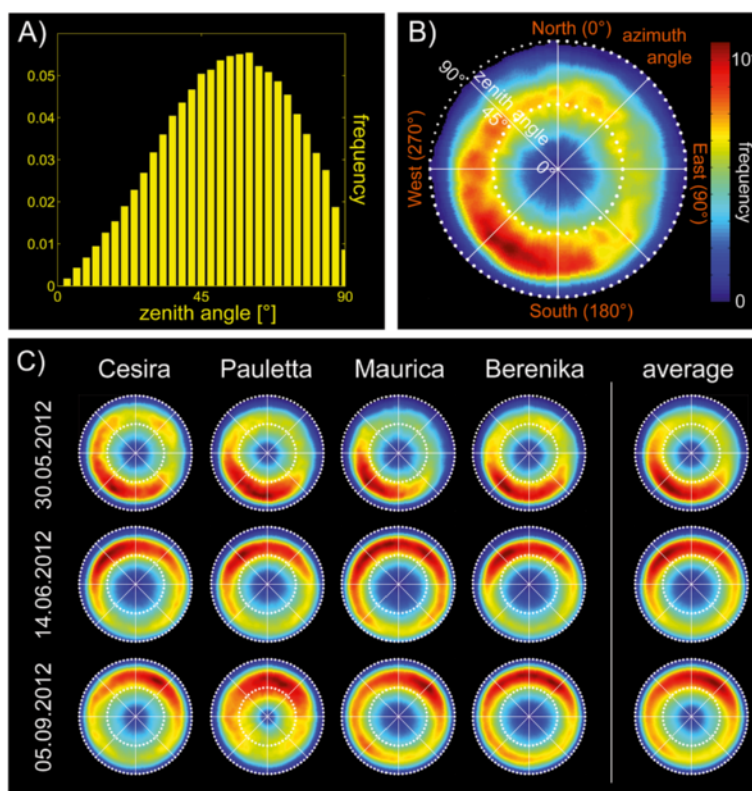 A)
0.05
0.04
0.03
0.02
0.01
0
0
45
90
zenith angle [°]
frequency
B)
North (0°)
azimuth
angle
90°
zenith angle
45°
0°
West (270°)
East (90°)
South (180°)
frequency
0
C)
Cesira
Pauletta
Maurica
Berenika
average
30.05.2012
14.06.2012
05.09.2012